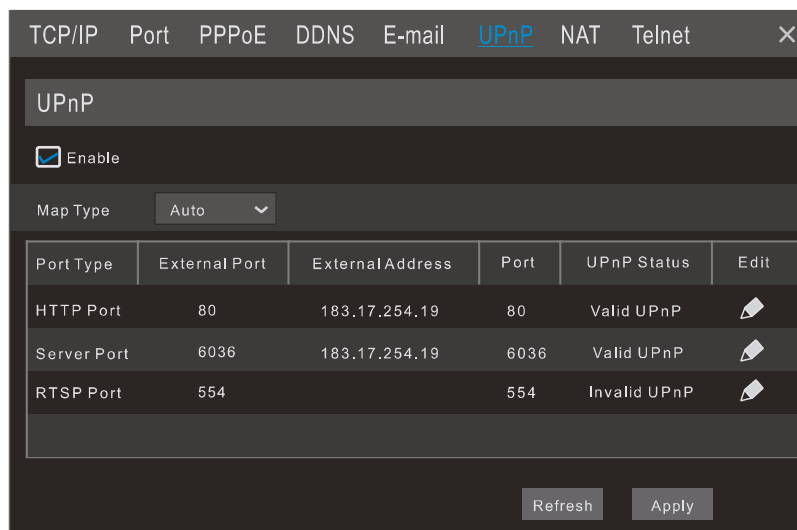 TCP/IP Port PPPoE DDNS E-mail UPnP NAT Telnet
UPnP
Enable
Map Type Auto
Port Type External Port External Address Port UPnP Status Edit
HTTP Port 80 183.17.254.19 80 Valid UPnP
Server Port 6036 183.17.254.19 6036 Valid UPnP
RTSP Port 554 554 Invalid UPnP
Refresh Apply